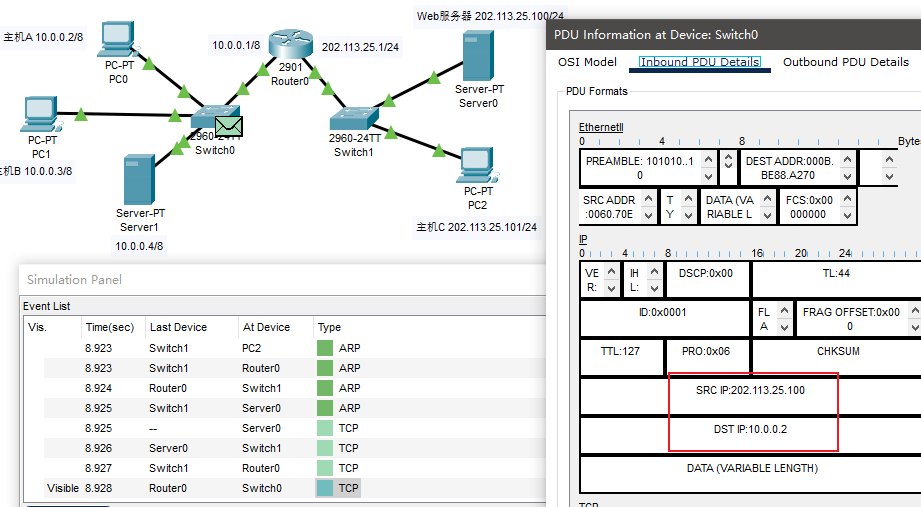 Web服务器 202.113.25.100/24
主机A 10.0.0.2/8
PC-PT
PC0
10.0.0.1/8
2901
Router0
202.113.25.1/24
Server-PT
Server0
PC-PT
PC1
主机B 10.0.0.3/8
2960-24TT
Switch0
2960-24TT
Switch1
Server-PT
Server1
10.0.0.4/8
PC-PT
PC2
主机C 202.113.25.101/24
Simulation Panel
Event List
Vis. Time(sec) Last Device At Device Type
8.923 Switch1 PC2 ARP
8.923 Switch1 Router0 ARP
8.924 Router0 Switch1 ARP
8.925 Switch1 Server0 ARP
8.925 -- Server0 TCP
8.926 Server0 Switch1 TCP
8.927 Switch1 Router0 TCP
Visible 8.928 Router0 Switch0 TCP
PDU Information at Device: Switch0
OSI Model Inbound PDU Details Outbound PDU Details
PDU Formats
EthernetII
0 4 8 Bytes
PREAMBLE: 101010..1
0
DEST ADDR:000B.
BE88.A270
SRC ADDR
:0060.70E
T
Y
DATA (VA
RIABLE L
FCS:0x00
000000
IP
0 4 8 16 20 24
VE
R:
IH
L:
DSCP:0x00
TL:44
ID:0x0001
FL
A
FRAG OFFSET:0x00
0
TTL:127
PRO:0x06
CHKSUM
SRC IP:202.113.25.100
DST IP:10.0.0.2
DATA (VARIABLE LENGTH)
TCP